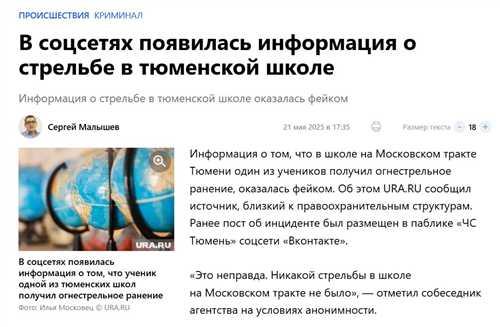 ПРОИСШЕСТВИЯ КРИМИНАЛ
В соцсетях появилась информация о
стрельбе в тюменской школе
Информация о стрельбе в тюменской школе оказалась фейком
Сергей Малышев
21 мая 2025 в 17:35
Размер текста - 18 +
URA.RU
В соцсетях появилась
информация о том, что ученик
одной из тюменских школ
получил огнестрельное ранение
Фото: Илья Московец © URA.RU
Информация о том, что в школе на Московском тракте
Тюмени один из учеников получил огнестрельное
ранение, оказалась фейком. Об этом URA.RU сообщил
источник, близкий к правоохранительным структурам.
Ранее пост об инциденте был размещен в паблике «ЧС
Тюмень» соцсети «Вконтакте».
«Это неправда. Никакой стрельбы в школе
на Московском тракте не было», — отметил собеседник
агентства на условиях анонимности.